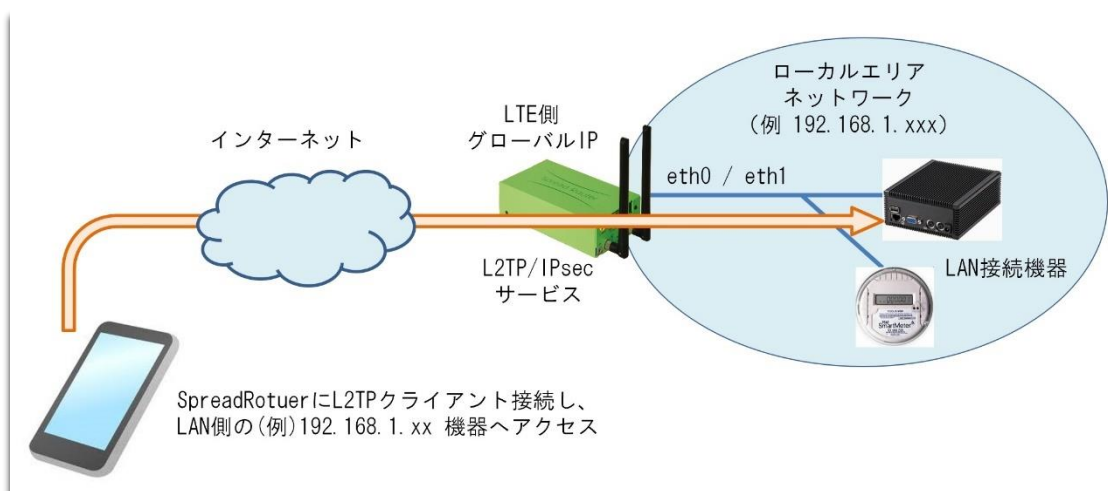 ローカルエリア
ネットワーク
(例 192.168.1.xxx)
LTE側
グローバルIP
インターネット
eth0 / eth1
L2TP/IPsec
サービス
LAN接続機器
SmartMeter
SpreadRotuerにL2TPクライアント接続し、
LAN側の(例)192.168.1.xx 機器へアクセス